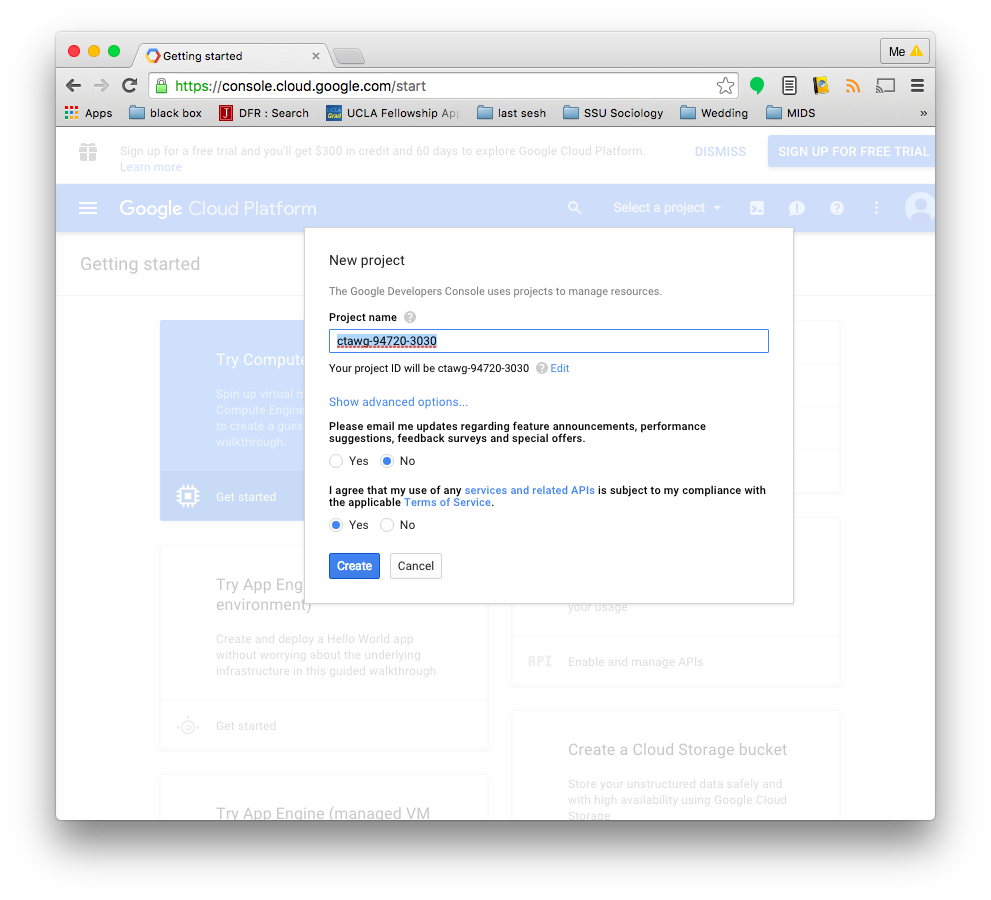 Getting started
Me
https://console.cloud.google.com/start
Apps
black box
DFR : Search
UCLA Fellowship App
last sesh
SSU Sociology
Wedding
MIDS
»
Sign up for a free trial and you'll get $300 in credit and 60 days to explore Google Cloud Platform.
Learn more
DISMISS
SIGN UP FOR FREE TRIAL
Google Cloud Platform
Select a project
Getting started
New project
The Google Developers Console uses projects to manage resources.
Project name
ctawg-94720-3030
Your project ID will be ctawg-94720-3030 Edit
Show advanced options...
Please email me updates regarding feature announcements, performance
suggestions, feedback surveys and special offers.
Yes No
I agree that my use of any services and related APIs is subject to my compliance with
the applicable Terms of Service.
Yes No
Create Cancel
Try Compute
Spin up virtual m
Compute Engine
to create a gues
walkthrough.
Get started
Try App Eng
environment)
Create and deploy a Hello World app
without worrying about the underlying
infrastructure in this guided walkthrough
Get started
Try App Engine (managed VM
your usage
API Enable and manage APIs
Create a Cloud Storage bucket
Store your unstructured data safely and
with high availability using Google Cloud
Storage